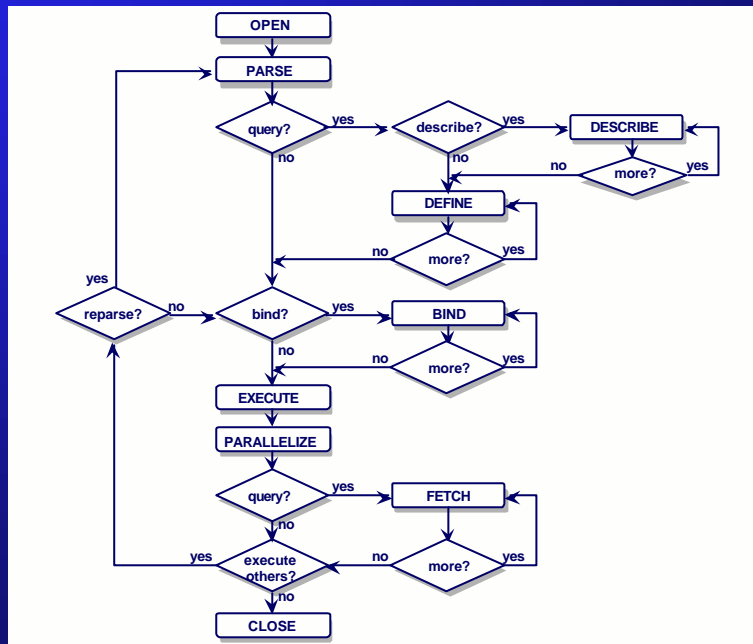 OPEN
PARSE
query?
yes
describe?
yes
DESCRIBE
no
no
no
more?
yes
DEFINE
no
more?
yes
yes
reparse?
no
bind?
yes
BIND
no
no
more?
yes
EXECUTE
PARALLELIZE
query?
yes
FETCH
no
yes
execute
others?
no
more?
yes
no
CLOSE